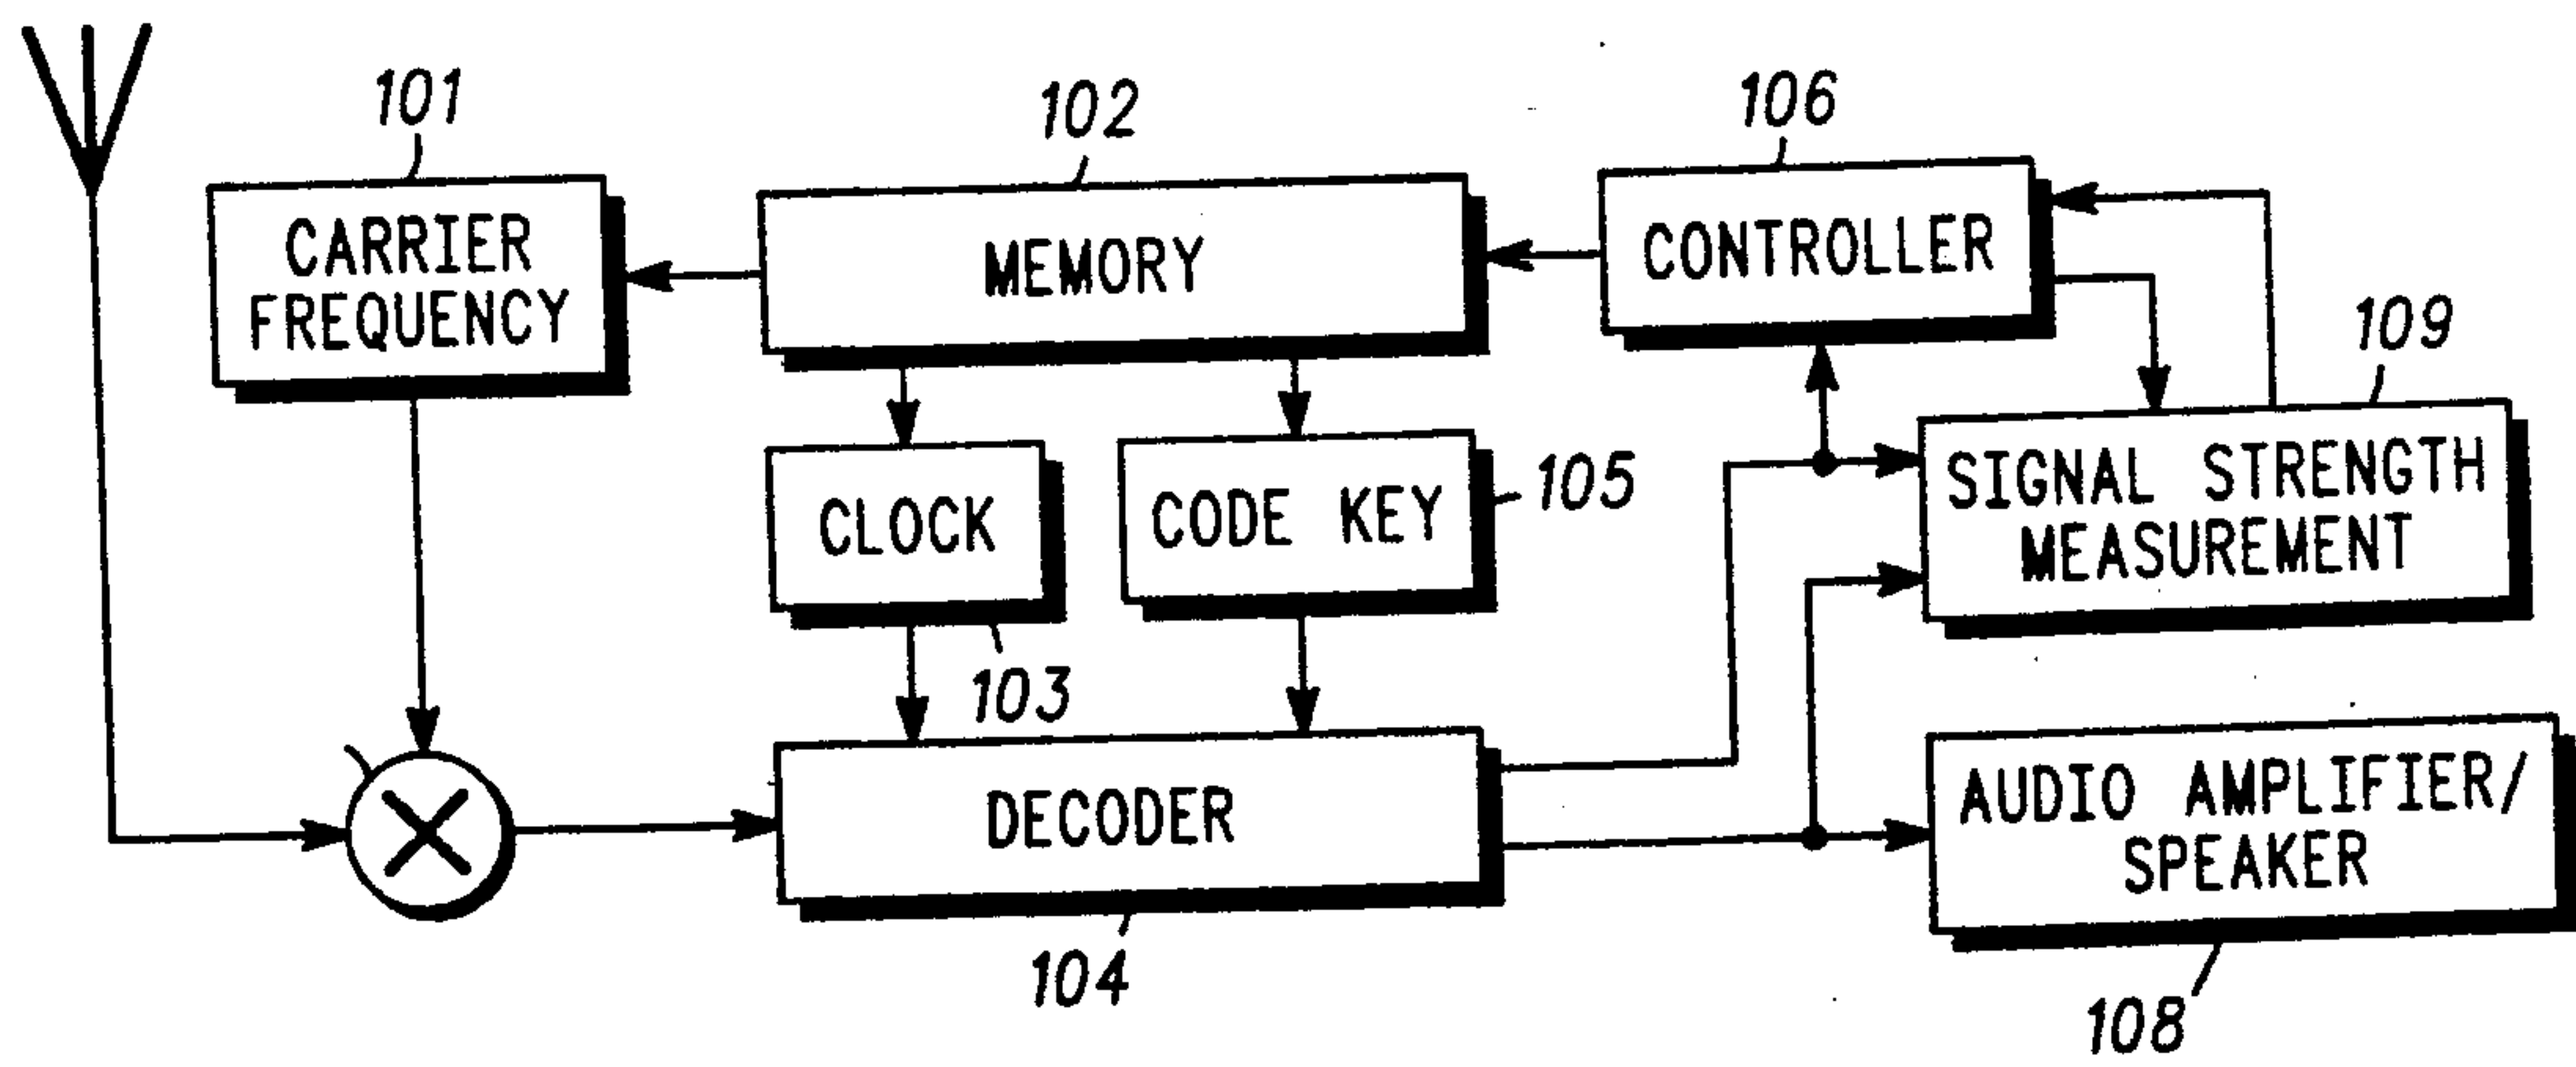 101
102
106
CARRIER
FREQUENCY
MEMORY
CONTROLLER
109
CLOCK
CODE KEY
105
SIGNAL STRENGTH
MEASUREMENT
103
DECODER
AUDIO AMPLIFIER/
SPEAKER
104
108